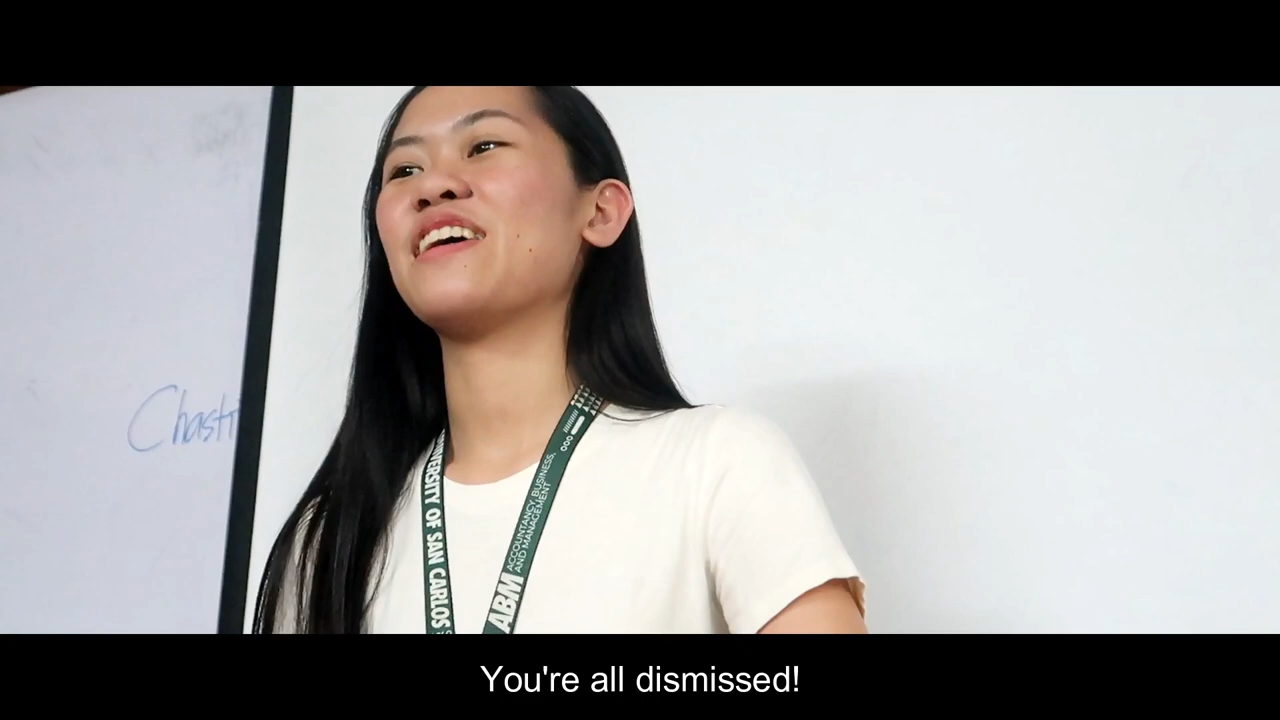 Chasti
UNIVERSITY OF SAN CARLOS
ABM
ACCOUNTANCY, BUSINESS,
AND MANAGEMENT
You're all dismissed!